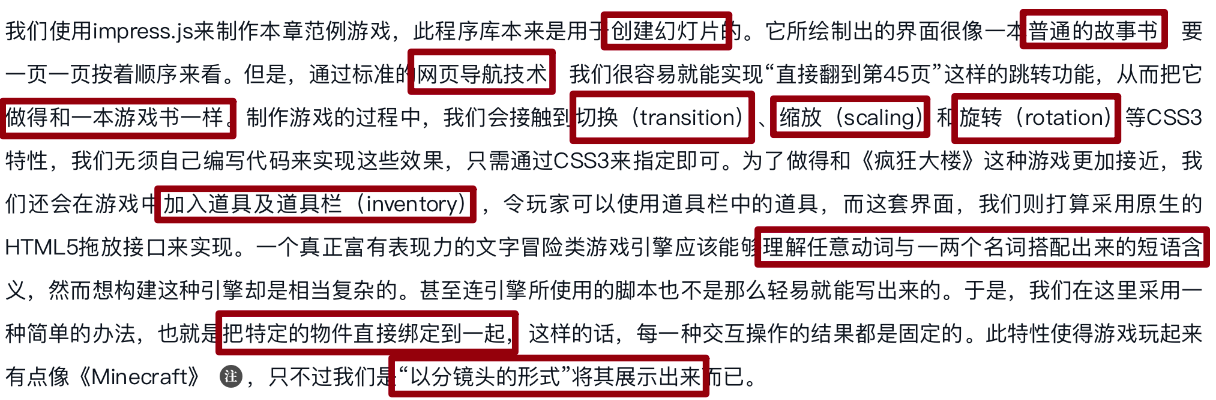 我们使用impress.js来制作本章范例游戏，此程序库本来是用于创建幻灯片的。它所绘制出的界面很像一本普通的故事书，要
一页一页按着顺序来看。但是，通过标准的网页导航技术，我们很容易就能实现“直接翻到第45页”这样的跳转功能，从而把它
做得和一本游戏书一样。制作游戏的过程中，我们会接触到切换（transition）、缩放（scaling）和旋转（rotation）等CSS3
特性，我们无须自己编写代码来实现这些效果，只需通过CSS3来指定即可。为了做得和《疯狂大楼》这种游戏更加接近，我
们还会在游戏中加入道具及道具栏（inventory），令玩家可以使用道具栏中的道具，而这套界面，我们则打算采用原生的
HTML5拖放接口来实现。一个真正富有表现力的文字冒险类游戏引擎应该能够理解任意动词与一两个名词搭配出来的短语含
义，然而想构建这种引擎却是相当复杂的。甚至连引擎所使用的脚本也不是那么轻易就能写出来的。于是，我们在这里采用一
种简单的办法，也就是把特定的物件直接绑定到一起，这样的话，每一种交互操作的结果都是固定的。此特性使得游戏玩起来
有点像《Minecraft》 注 ，只不过我们是“以分镜头的形式”将其展示出来而已。